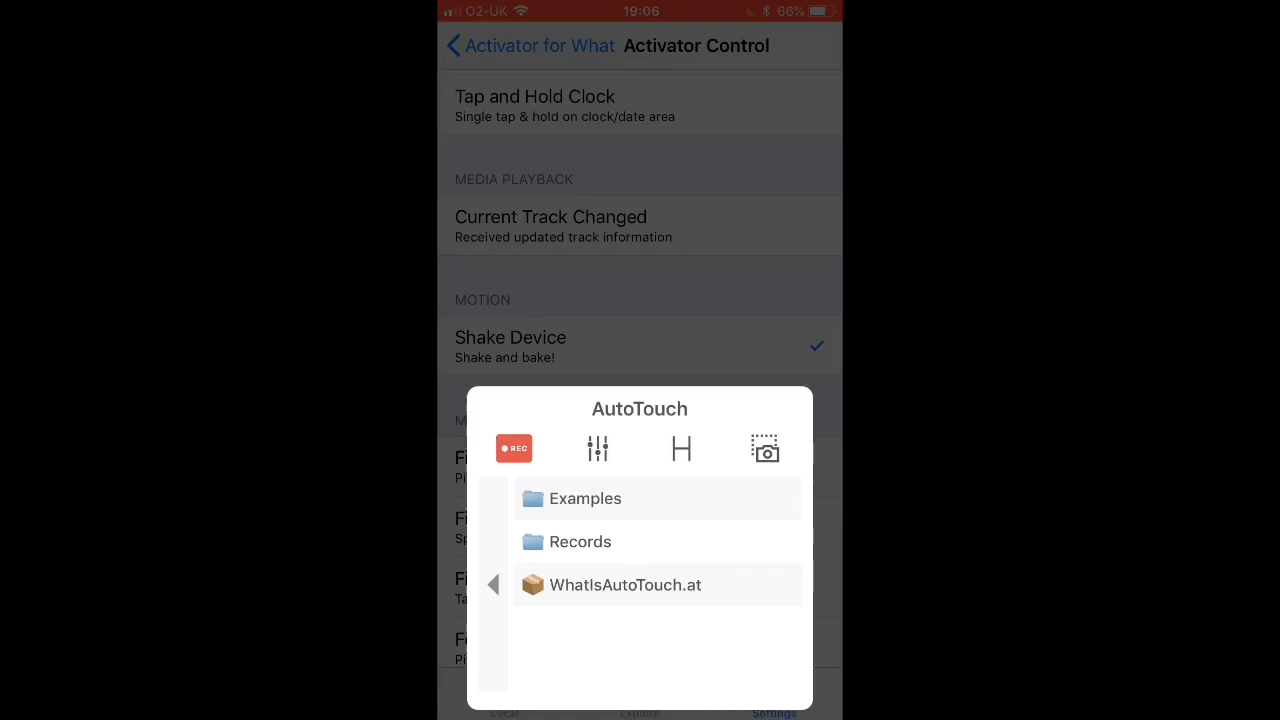 O2-UK 19:06 66%
Activator for What Activator Control
Tap and Hold Clock
Single tap & hold on clock/date area
MEDIA PLAYBACK
Current Track Changed
Received updated track information
MOTION
Shake Device
Shake and bake!
AutoTouch
REC
Examples
Records
WhatIsAutoTouch.at
Local Explore Settings